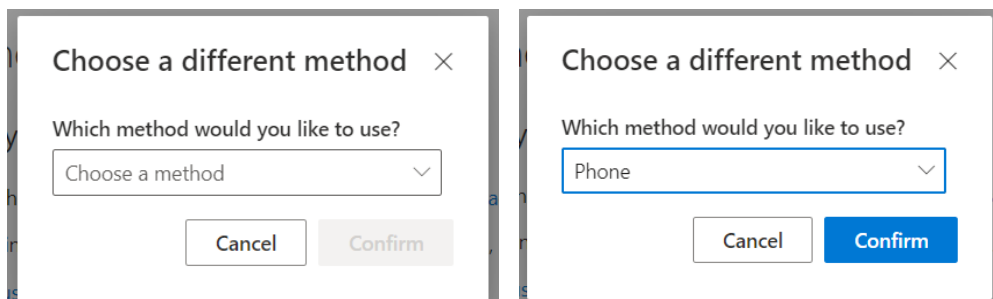 Choose a different method
Which method would you like to use?
Choose a method
Cancel
Confirm
Choose a different method
Which method would you like to use?
Phone
Cancel
Confirm